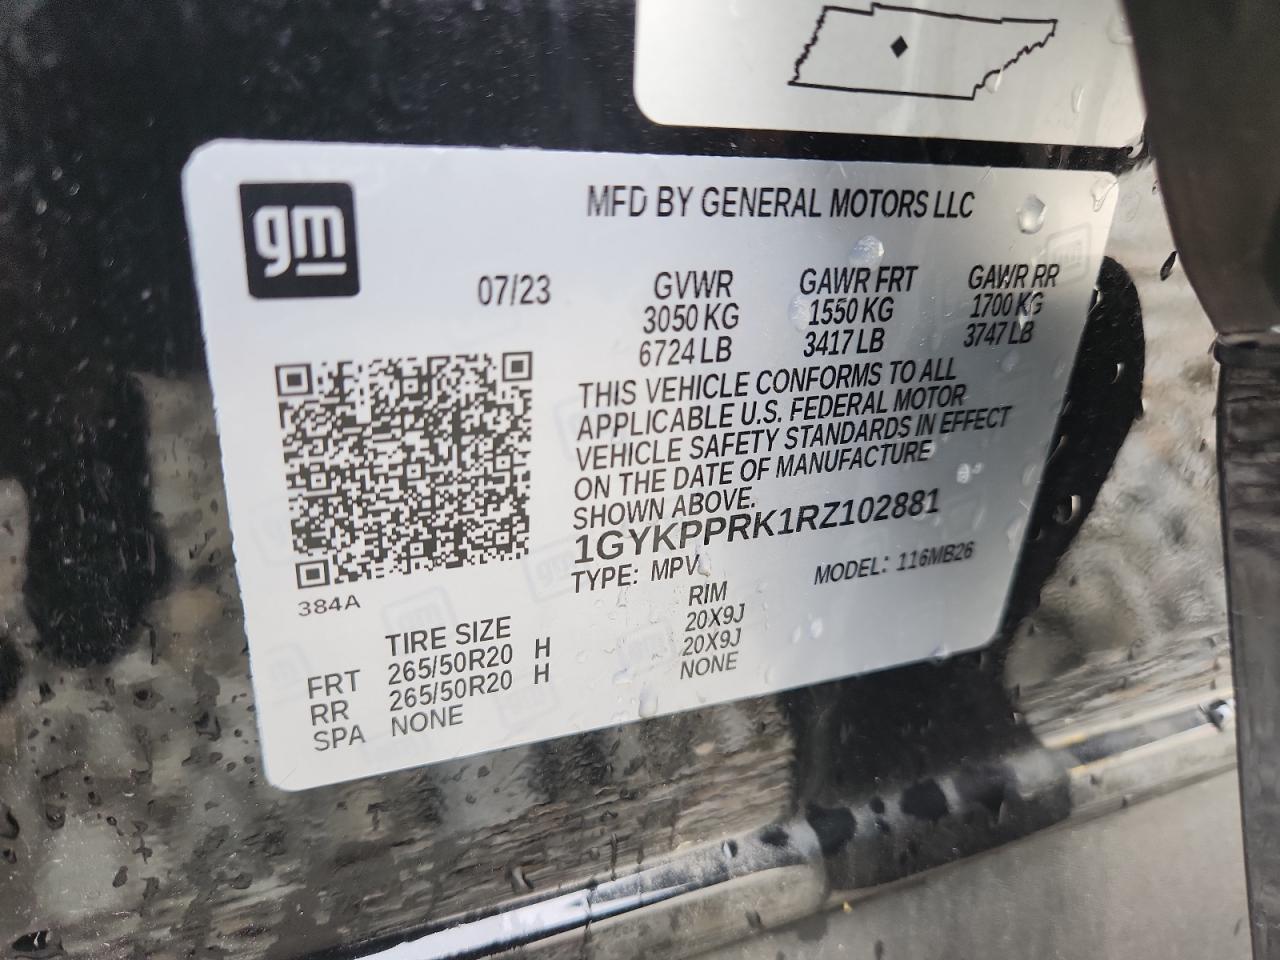 gm
MFD BY GENERAL MOTORS LLC
07/23
GVWR GAWR FRT GAWR RR
3050 KG 1550 KG 1700 KG
6724 LB 3417 LB 3747 LB
THIS VEHICLE CONFORMS TO ALL
APPLICABLE U.S. FEDERAL MOTOR
VEHICLE SAFETY STANDARDS IN EFFECT
ON THE DATE OF MANUFACTURE
SHOWN ABOVE.
1GYKPPRK1RZ102881
TYPE: MPV MODEL: 116MB26
384A
TIRE SIZE RIM
FRT 265/50R20 H 20X9J
RR 265/50R20 H 20X9J
SPA NONE NONE